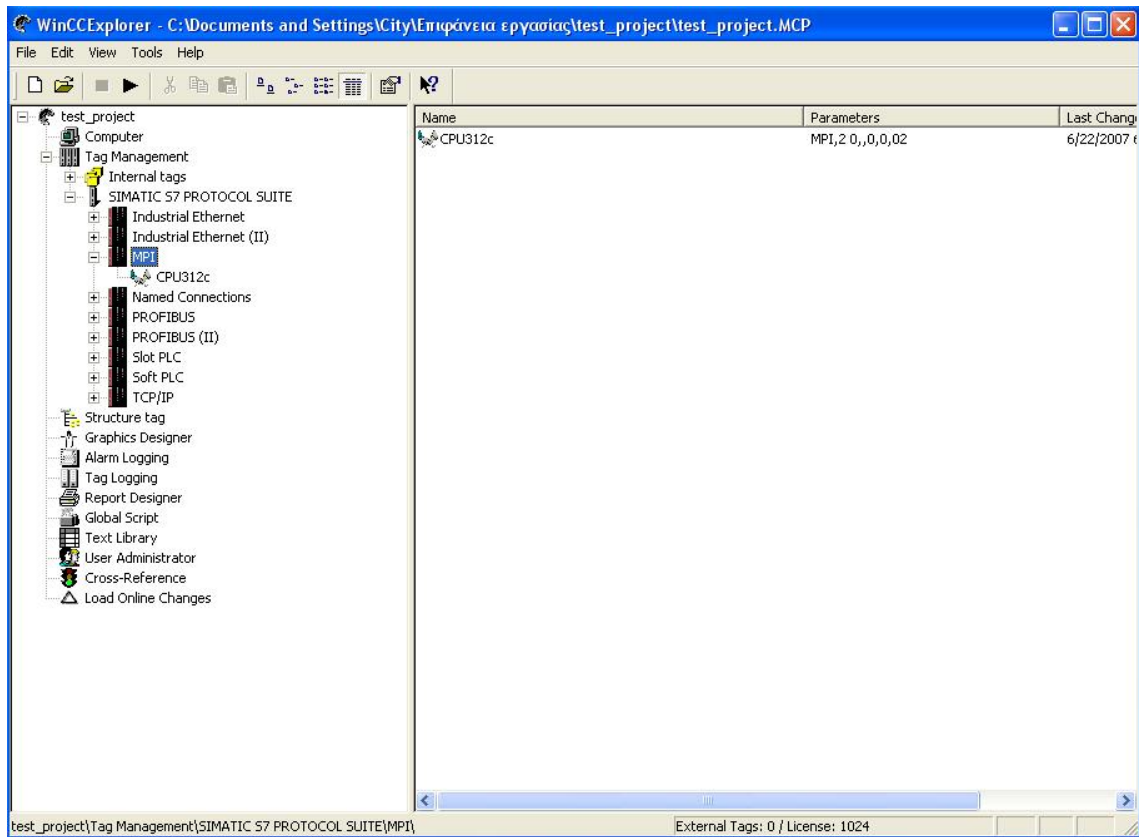 WinCCExplorer - C:\Documents and Settings\City\Επιφάνεια εργασίας\test_project\test_project.MCP
File Edit View Tools Help
test_project
Computer
Tag Management
Internal tags
SIMATIC S7 PROTOCOL SUITE
Industrial Ethernet
Industrial Ethernet (II)
MPI
CPU312c
Named Connections
PROFIBUS
PROFIBUS (II)
Slot PLC
Soft PLC
TCP/IP
Structure tag
Graphics Designer
Alarm Logging
Tag Logging
Report Designer
Global Script
Text Library
User Administrator
Cross-Reference
Load Online Changes
Name Parameters Last Chang
CPU312c MPI,2 0,,0,0,02 6/22/2007
test_project\Tag Management\SIMATIC S7 PROTOCOL SUITE\MPI\ External Tags: 0 / License: 1024